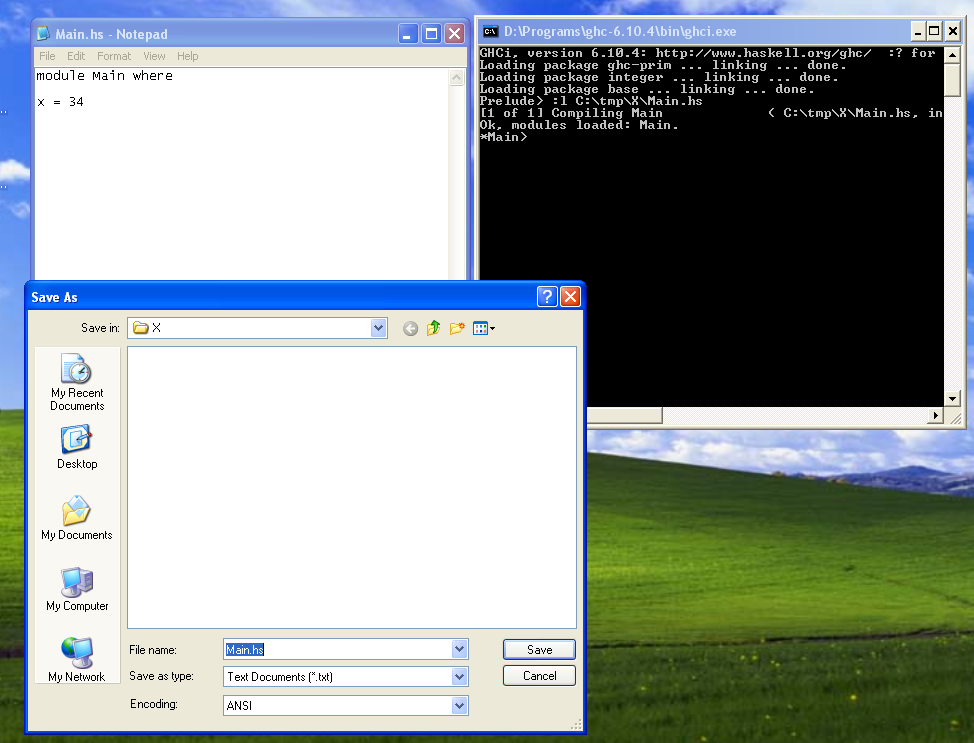 Main.hs - Notepad
File Edit Format View Help
module Main where
x = 34
D:\Programs\ghc-6.10.4\bin\ghci.exe
GHCi, version 6.10.4: http://www.haskell.org/ghc/ :? for
Loading package ghc-prim ... linking ... done.
Loading package integer ... linking ... done.
Loading package base ... linking ... done.
Prelude> :l C:\tmp\X\Main.hs
[1 of 1] Compiling Main ( C:\tmp\X\Main.hs, in
Ok, modules loaded: Main.
*Main>
Save As
Save in: X
My Recent
Documents
Desktop
My Documents
My Computer
My Network
File name: Main.hs Save
Save as type: Text Documents (*.txt) Cancel
Encoding: ANSI